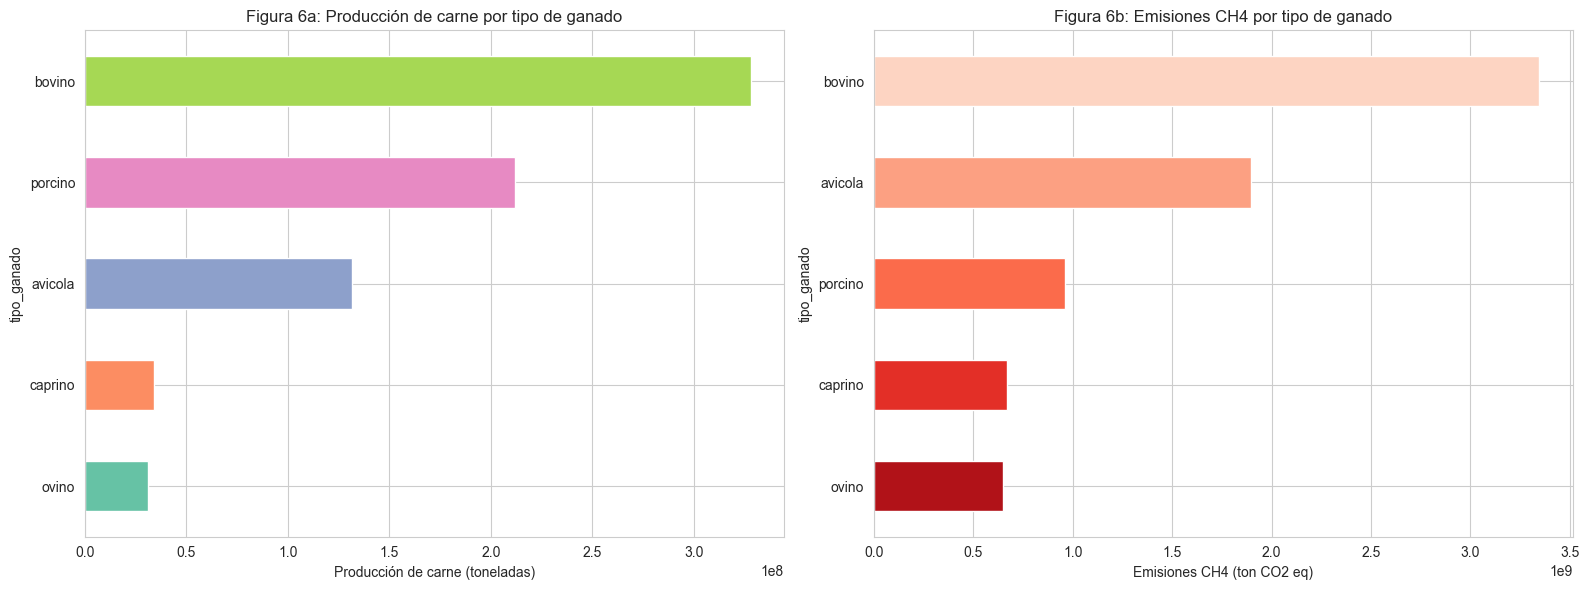 Figura 6a: Producción de carne por tipo de ganado
tipo_ganado
bovino
porcino
avicola
caprino
ovino
0.0 0.5 1.0 1.5 2.0 2.5 3.0
1e8
Producción de carne (toneladas)
Figura 6b: Emisiones CH4 por tipo de ganado
tipo_ganado
bovino
avicola
porcino
caprino
ovino
0.0 0.5 1.0 1.5 2.0 2.5 3.0 3.5
1e9
Emisiones CH4 (ton CO2 eq)